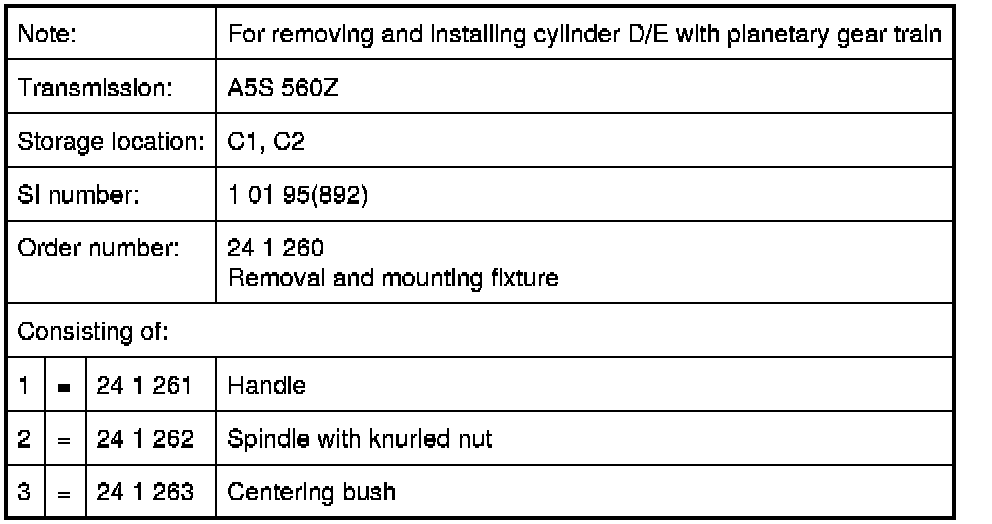 Note: For removing and installing cylinder D/E with planetary gear train
Transmission: A5S 560Z
Storage location: C1, C2
SI number: 1 01 95(892)
Order number: 24 1 260
Removal and mounting fixture
Consisting of:
1 = 24 1 261 Handle
2 = 24 1 262 Spindle with knurled nut
3 = 24 1 263 Centering bush